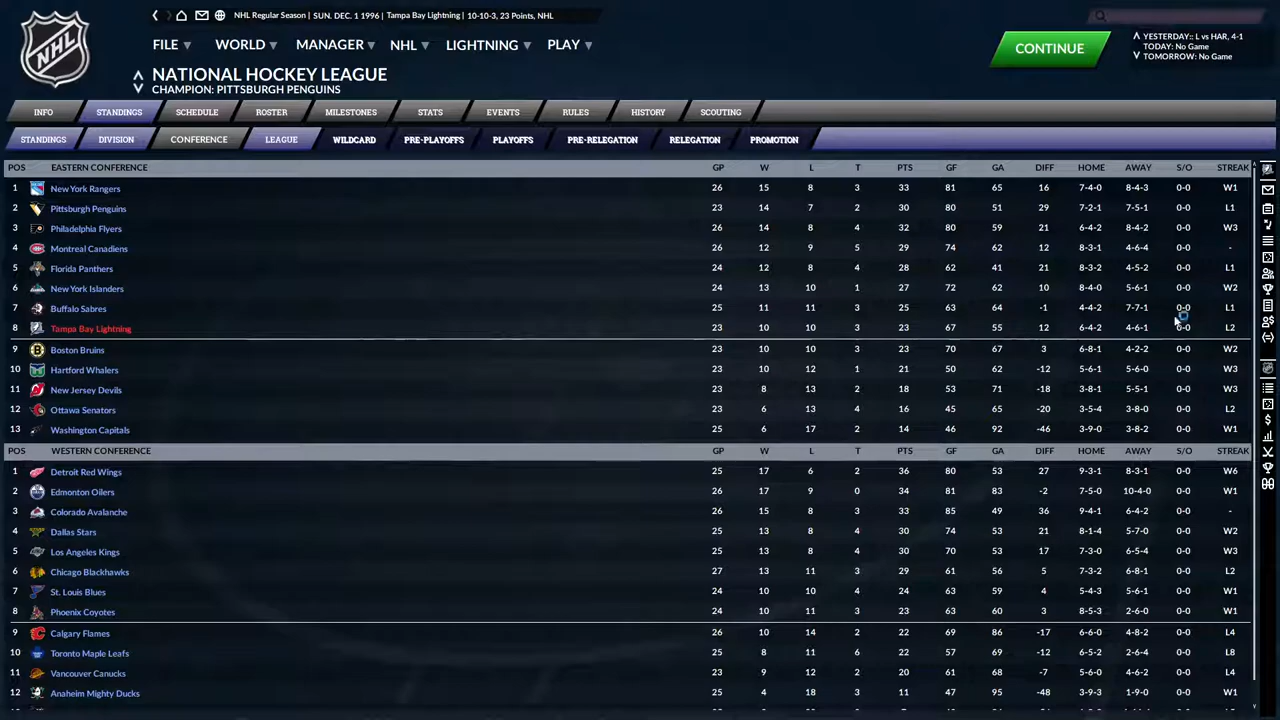 NHL Regular Season | SUN. DEC. 1 1996 | Tampa Bay Lightning | 10-10-3, 23 Points, NHL
NHL
FILE WORLD MANAGER NHL LIGHTNING PLAY
CONTINUE
YESTERDAY:: L vs HAR, 4-1
TODAY: No Game
TOMORROW: No Game
NATIONAL HOCKEY LEAGUE
CHAMPION: PITTSBURGH PENGUINS
INFO STANDINGS SCHEDULE ROSTER MILESTONES STATS EVENTS RULES HISTORY SCOUTING
STANDINGS DIVISION CONFERENCE LEAGUE WILDCARD PRE-PLAYOFFS PLAYOFFS PRE-RELEGATION RELEGATION PROMOTION
POS EASTERN CONFERENCE GP W L T PTS GF GA DIFF HOME AWAY S/O STREAK
1 New York Rangers 26 15 8 3 33 81 65 16 7-4-0 8-4-3 0-0 W1
2 Pittsburgh Penguins 23 14 7 2 30 80 51 29 7-2-1 7-5-1 0-0 L1
3 Philadelphia Flyers 26 14 8 4 32 80 59 21 6-4-2 8-4-2 0-0 W3
4 Montreal Canadiens 26 12 9 5 29 74 62 12 8-3-1 4-6-4 0-0 -
5 Florida Panthers 24 12 8 4 28 62 41 21 8-3-2 4-5-2 0-0 L1
6 New York Islanders 24 13 10 1 27 72 62 10 8-4-0 5-6-1 0-0 W2
7 Buffalo Sabres 25 11 11 3 25 63 64 -1 4-4-2 7-7-1 0-0 L1
8 Tampa Bay Lightning 23 10 10 3 23 67 55 12 6-4-2 4-6-1 0-0 L2
9 Boston Bruins 23 10 10 3 23 70 67 3 6-8-1 4-2-2 0-0 W2
10 Hartford Whalers 23 10 12 1 21 50 62 -12 5-6-1 5-6-0 0-0 W3
11 New Jersey Devils 23 8 13 2 18 53 71 -18 3-8-1 5-5-1 0-0 W3
12 Ottawa Senators 23 6 13 4 16 45 65 -20 3-5-4 3-8-0 0-0 L2
13 Washington Capitals 25 6 17 2 14 46 92 -46 3-9-0 3-8-2 0-0 W1
POS WESTERN CONFERENCE GP W L T PTS GF GA DIFF HOME AWAY S/O STREAK
1 Detroit Red Wings 25 17 6 2 36 80 53 27 9-3-1 8-3-1 0-0 W6
2 Edmonton Oilers 26 17 9 0 34 81 83 -2 7-5-0 10-4-0 0-0 W1
3 Colorado Avalanche 26 15 8 3 33 85 49 36 9-4-1 6-4-2 0-0 -
4 Dallas Stars 25 13 8 4 30 74 53 21 8-1-4 5-7-0 0-0 W2
5 Los Angeles Kings 25 13 8 4 30 70 53 17 7-3-0 6-5-4 0-0 W3
6 Chicago Blackhawks 27 13 11 3 29 61 56 5 7-3-2 6-8-1 0-0 L2
7 St. Louis Blues 24 10 10 4 24 63 59 4 5-4-3 5-6-1 0-0 W1
8 Phoenix Coyotes 24 10 11 3 23 63 60 3 8-5-3 2-6-0 0-0 W1
9 Calgary Flames 26 10 14 2 22 69 86 -17 6-6-0 4-8-2 0-0 L4
10 Toronto Maple Leafs 25 8 11 6 22 57 69 -12 6-5-2 2-6-4 0-0 L8
11 Vancouver Canucks 23 9 12 2 20 61 68 -7 5-6-0 4-6-2 0-0 L4
12 Anaheim Mighty Ducks 25 4 18 3 11 47 95 -48 3-9-3 1-9-0 0-0 W1